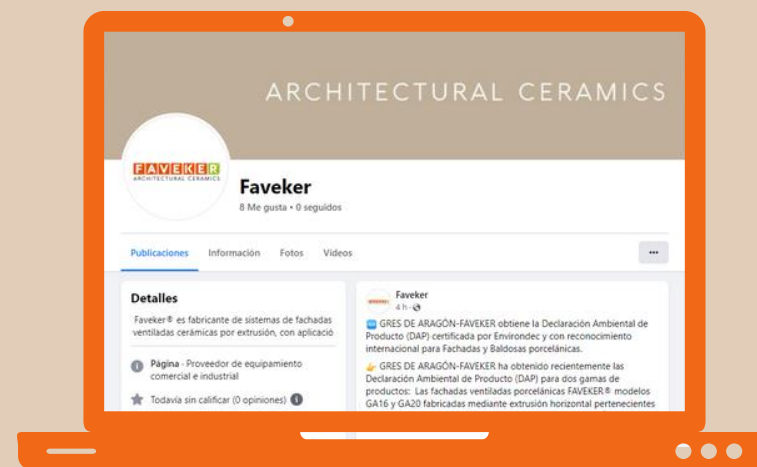 ARCHITECTURAL CERAMICS
FAVEKER
ARCHITECTURAL CERAMICS
Faveker
8 Me gusta • 0 seguidos
Publicaciones
Información
Fotos
Videos
Detalles
Faveker® es fabricante de sistemas de fachadas
ventiladas cerámicas por extrusión, con aplicació
Página · Proveedor de equipamiento
comercial e industrial
Todavía sin calificar (0 opiniones)
Faveker
4 h ·
GRES DE ARAGÓN-FAVEKER obtiene la Declaración Ambiental de
Producto (DAP) certificada por Environdec y con reconocimiento
internacional para Fachadas y Baldosas porcelánicas.
GRES DE ARAGÓN-FAVEKER ha obtenido recientemente las
Declaración Ambiental de Producto (DAP) para dos gamas de
productos: Las fachadas ventiladas porcelánicas FAVEKER® modelos
GA16 y GA20 fabricadas mediante extrusión horizontal pertenecientes